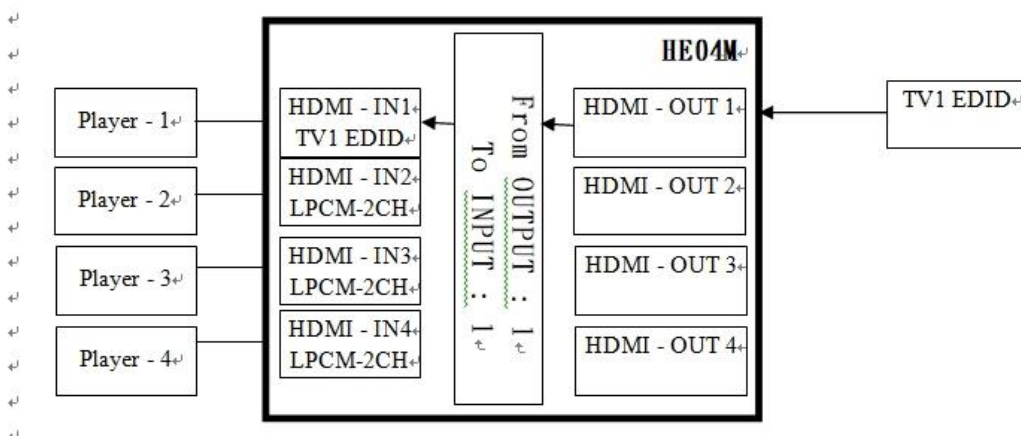 HE04M
Player - 1
Player - 2
Player - 3
Player - 4
HDMI - IN1
TV1 EDID
HDMI - IN2
LPCM-2CH
HDMI - IN3
LPCM-2CH
HDMI - IN4
LPCM-2CH
From OUTPUT : 1
To INPUT : 1
HDMI - OUT 1
HDMI - OUT 2
HDMI - OUT 3
HDMI - OUT 4
TV1 EDID